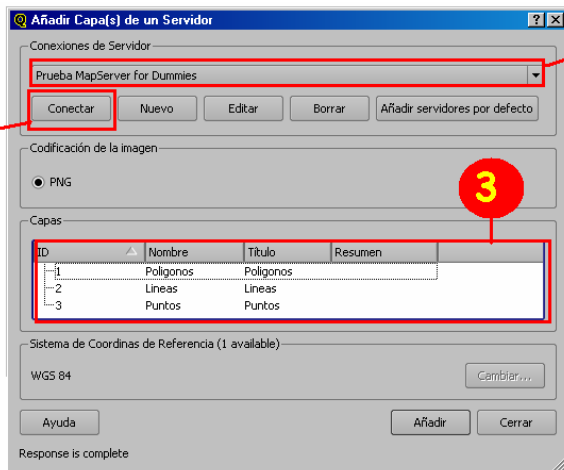 Añadir Capa(s) de un Servidor
Conexiones de Servidor
Prueba MapServer for Dummies
Conectar Nuevo Editar Borrar Añadir servidores por defecto
Codificación de la imagen
PNG
3
Capas
ID Nombre Título Resumen
1 Poligonos Poligonos
2 Lineas Lineas
3 Puntos Puntos
Sistema de Coordinas de Referencia (1 available)
WGS 84 Cambiar...
Ayuda Añadir Cerrar
Response is complete